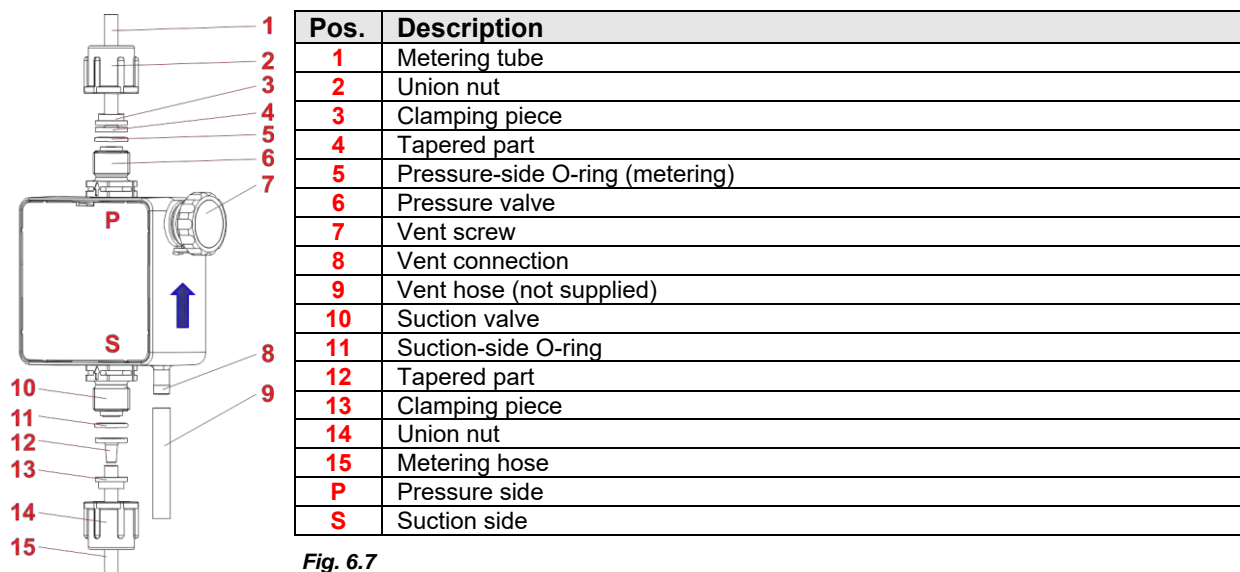 1
2
3
4
5
6
7
P
S
8
9
10
11
12
13
14
15
Pos. Description
1 Metering tube
2 Union nut
3 Clamping piece
4 Tapered part
5 Pressure-side O-ring (metering)
6 Pressure valve
7 Vent screw
8 Vent connection
9 Vent hose (not supplied)
10 Suction valve
11 Suction-side O-ring
12 Tapered part
13 Clamping piece
14 Union nut
15 Metering hose
P Pressure side
S Suction side
Fig. 6.7